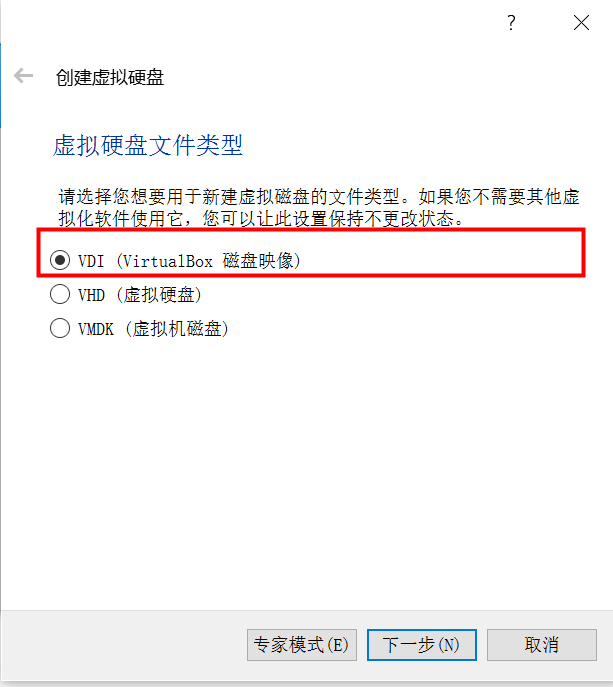 ?
创建虚拟硬盘
虚拟硬盘文件类型
请选择您想要用于新建虚拟磁盘的文件类型。如果您不需要其他虚
拟化软件使用它，您可以让此设置保持不更改状态。
VDI (VirtualBox 磁盘映像)
VHD (虚拟硬盘)
VMDK (虚拟机磁盘)
专家模式(E) 下一步(N) 取消